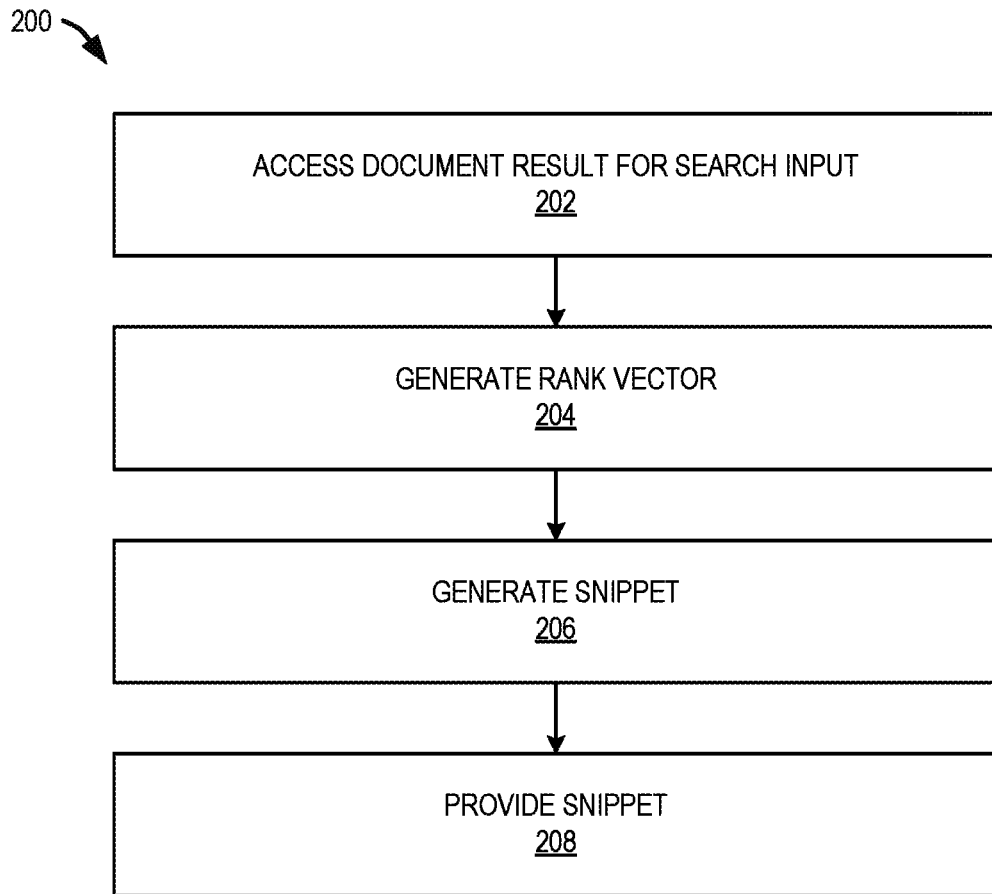 200
ACCESS DOCUMENT RESULT FOR SEARCH INPUT
202
GENERATE RANK VECTOR
204
GENERATE SNIPPET
206
PROVIDE SNIPPET
208